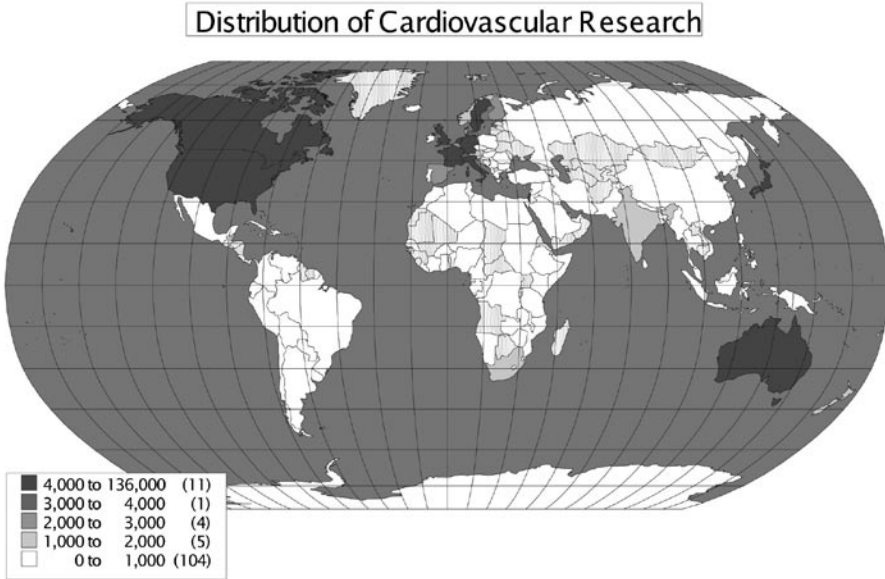 Distribution of Cardiovascular Research
4,000 to 136,000 (11)
3,000 to 4,000 (1)
2,000 to 3,000 (4)
1,000 to 2,000 (5)
0 to 1,000 (104)